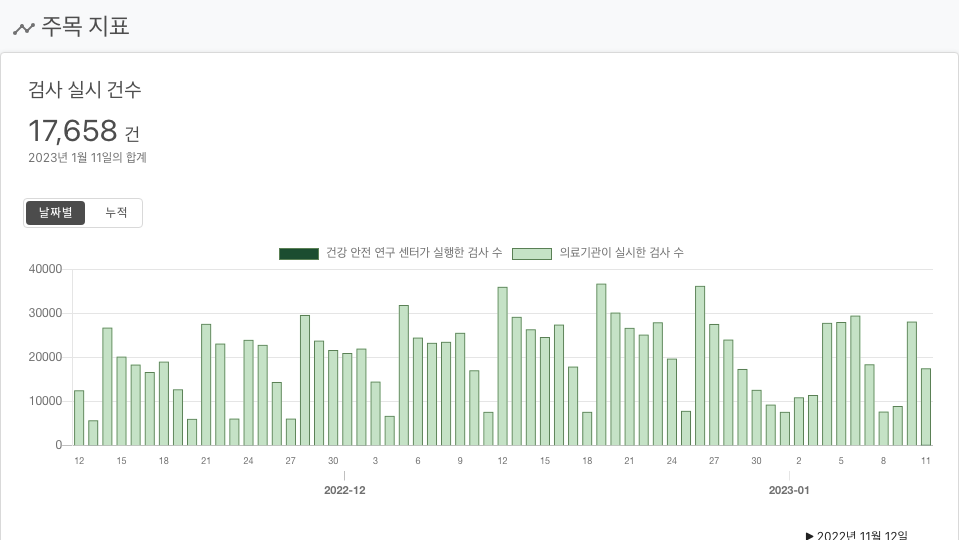 주목 지표
검사 실시 건수
17,658 건
2023년 1월 11일의 합계
날짜별 누적
건강 안전 연구 센터가 실행한 검사 수 의료기관이 실시한 검사 수
40000
30000
20000
10000
0
12 15 18 21 24 27 30 3 6 9 12 15 18 21 24 27 30 2 5 8 11
2022-12 2023-01
▶ 2022년 11월 12일